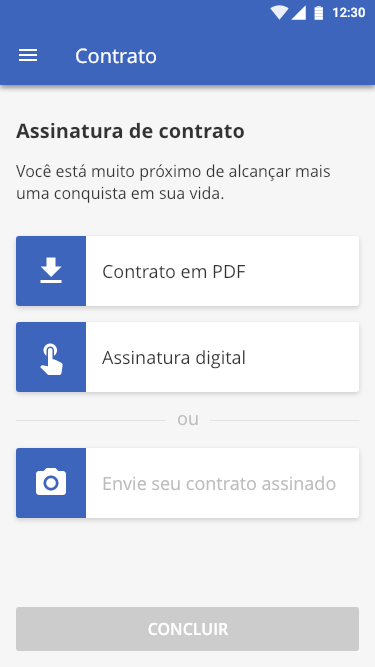 12:30
Contrato
Assinatura de contrato
Você está muito próximo de alcançar mais
uma conquista em sua vida.
Contrato em PDF
Assinatura digital
ou
Envie seu contrato assinado
CONCLUIR